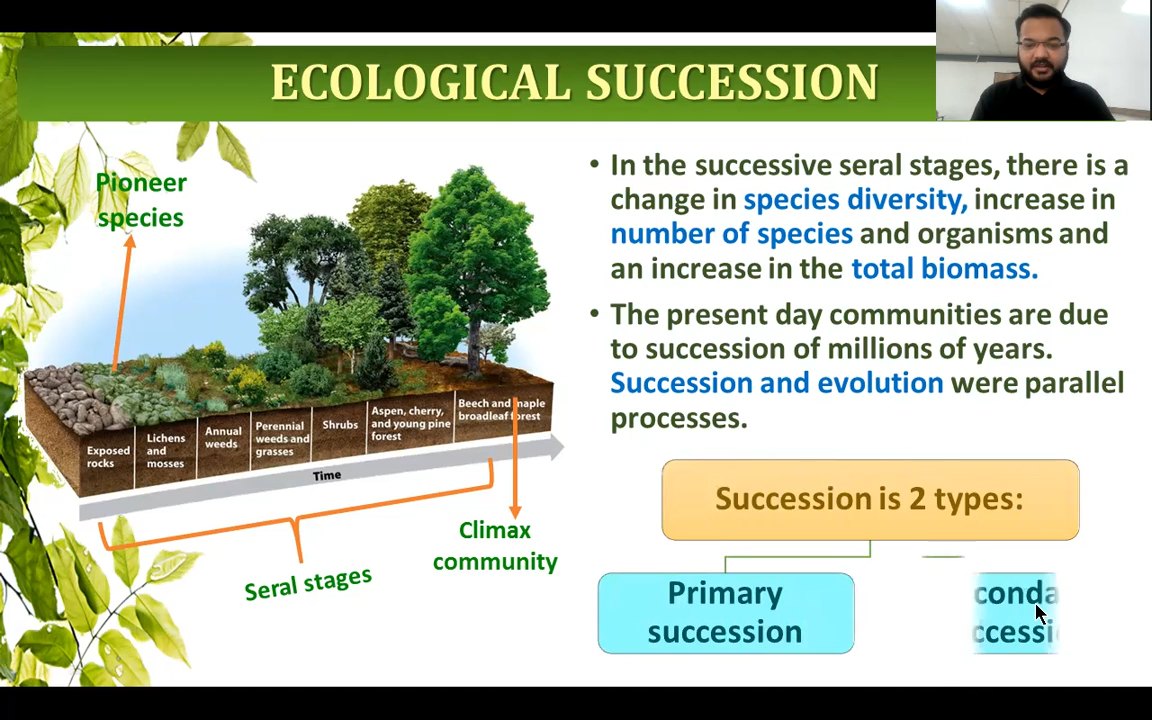 ECOLOGICAL SUCCESSION
Pioneer
species
Exposed
rocks
Lichens
and
mosses
Annual
weeds
Perennial
weeds and
grasses
Shrubs
Aspen, cherry,
and young pine
forest
Beech and maple
broadleaf forest
Time
Seral stages
Climax
community
• In the successive seral stages, there is a
change in species diversity, increase in
number of species and organisms and
an increase in the total biomass.
• The present day communities are due
to succession of millions of years.
Succession and evolution were parallel
processes.
Succession is 2 types:
Primary
succession